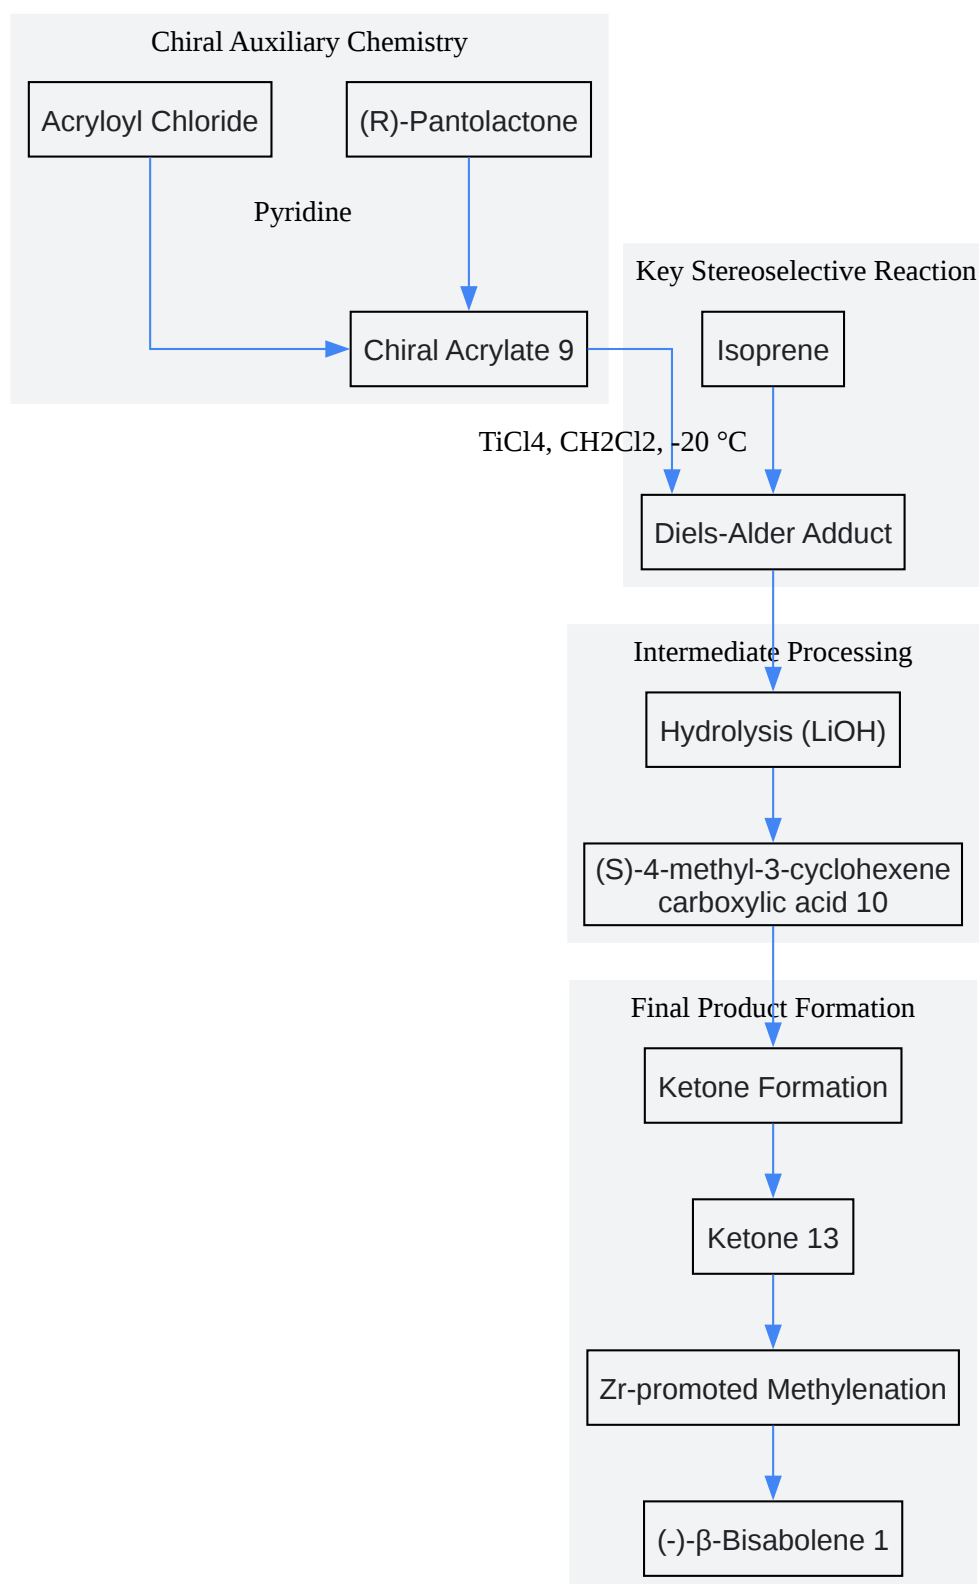 Chiral Auxiliary Chemistry
Acryloyl Chloride
(R)-Pantolactone
Pyridine
Key Stereoselective Reaction
Chiral Acrylate 9
Isoprene
TiCl4, CH2Cl2, -20 °C
Diels-Alder Adduct
Intermediate Processing
Hydrolysis (LiOH)
(S)-4-methyl-3-cyclohexene
carboxylic acid 10
Final Product Formation
Ketone Formation
Ketone 13
Zr-promoted Methylenation
(-)-β-Bisabolene 1